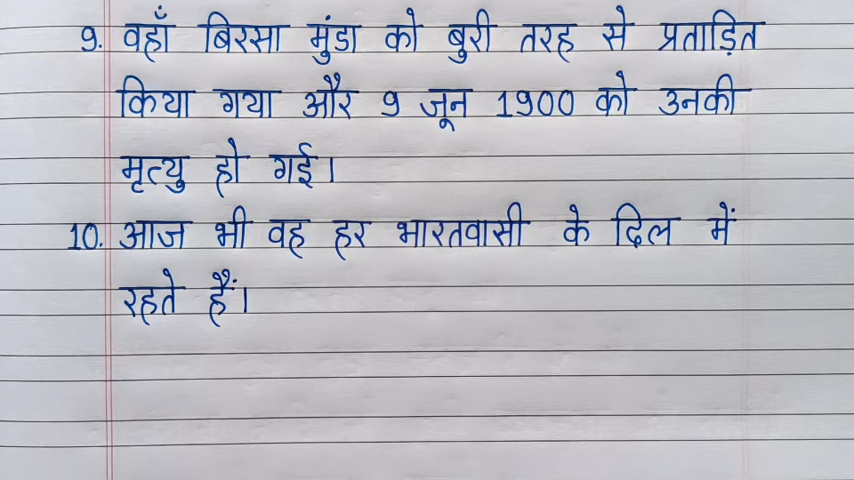 9. वहाँ बिरसा मुंडा को बुरी तरह से प्रताड़ित
किया गया और 9 जून 1900 को उनकी
मृत्यु हो गई।
10. आज भी वह हर भारतवासी के दिल में
रहते हैं।